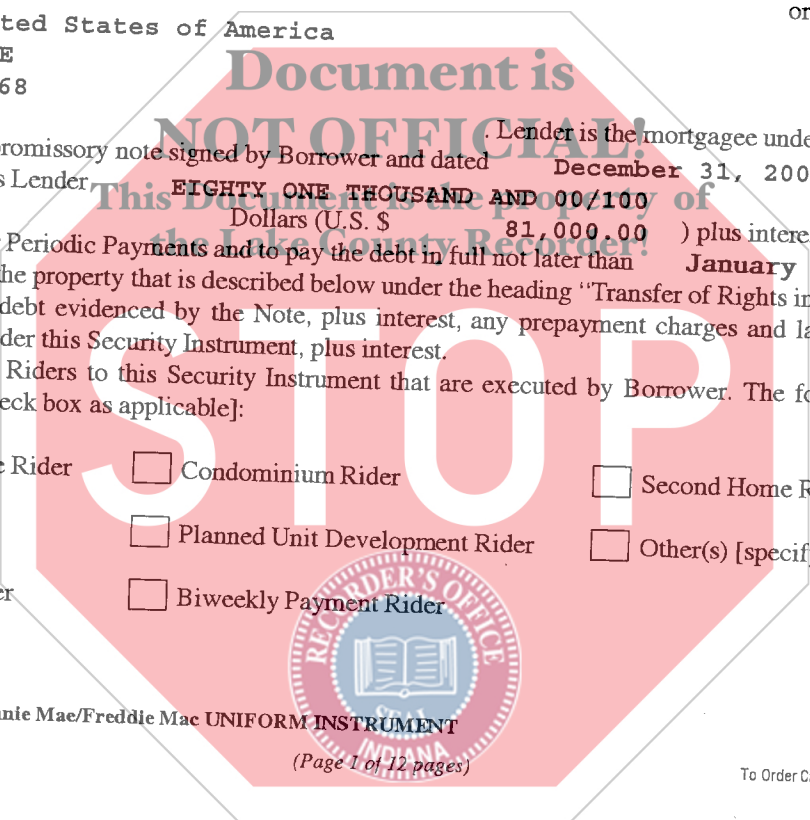 ted States of America
or
E
68
Document is
NOT OFFICIAL!
This Document is the property of
the Lake County Recorder!
. Lender is the mortgagee unde
romissory note signed by Borrower and dated December 31, 200
s Lender EIGHTY ONE THOUSAND AND 00/100
Dollars (U.S. $ 81,000.00 ) plus intere
Periodic Payments and to pay the debt in full not later than January
he property that is described below under the heading “Transfer of Rights in
debt evidenced by the Note, plus interest, any prepayment charges and la
der this Security Instrument, plus interest.
Riders to this Security Instrument that are executed by Borrower. The fo
eck box as applicable]:
STOP
e Rider Condominium Rider Second Home R
Planned Unit Development Rider Other(s) [specif
er Biweekly Payment Rider
RECORDER'S OFFICE
SEAL
INDIANA
nnie Mae/Freddie Mac UNIFORM INSTRUMENT
(Page 1 of 12 pages)
To Order C